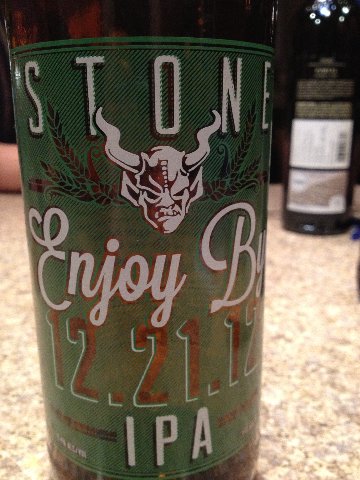 STONE
Enjoy By
12.21.12
IPA